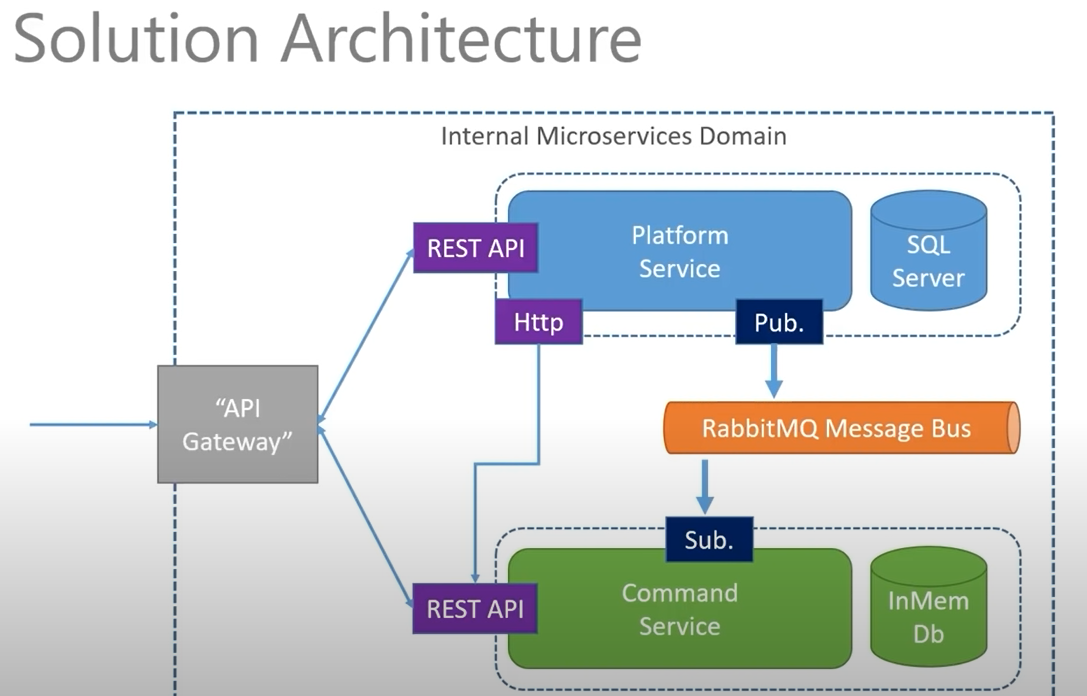 Solution Architecture
Internal Microservices Domain
REST API
Platform
Service
SQL
Server
Http
Pub.
“API
Gateway”
RabbitMQ Message Bus
Sub.
REST API
Command
Service
InMem
Db